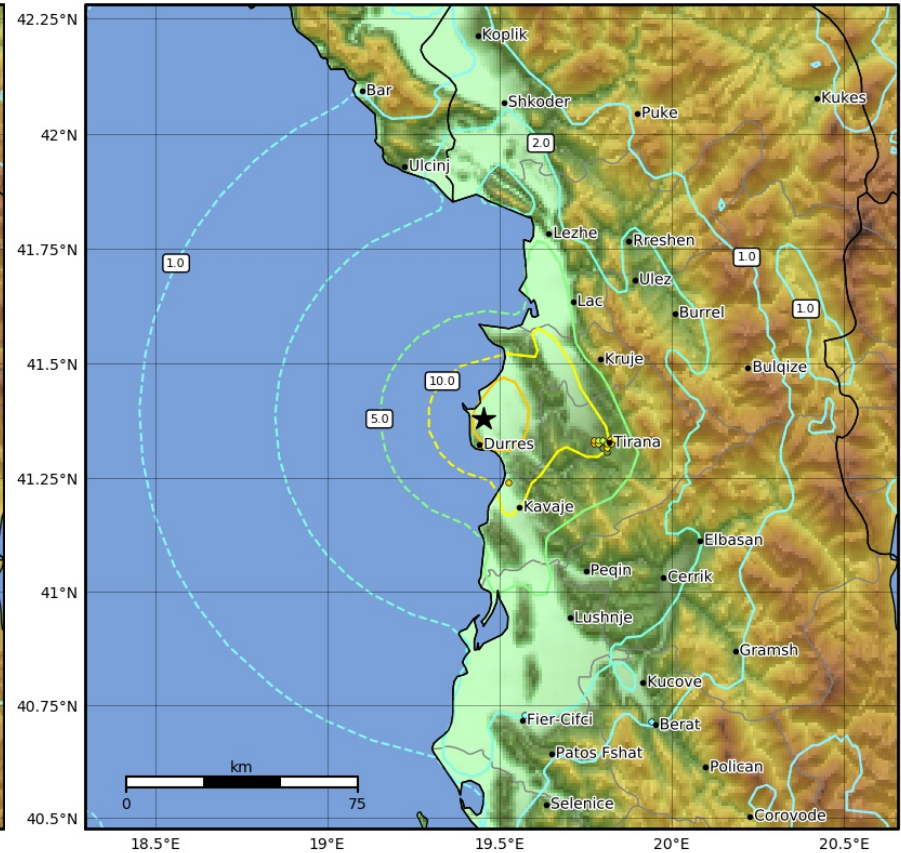 42.25°N
Koplik
Bar
Shkoder
Puke
Kukes
42°N
2.0
Ulcinj
41.75°N
Lezhe
Rreshen
1.0
1.0
Ulez
Lac
Burrel
1.0
41.5°N
Kruje
Bulqize
10.0
5.0
Durres
Tirana
41.25°N
Kavaje
Elbasan
41°N
Peqin
Cerrik
Lushnje
Gramsh
Kucove
40.75°N
Fier-Cifci
Berat
Patos Fshat
Polican
km
0
75
Selenice
Corovode
40.5°N
18.5°E
19°E
19.5°E
20°E
20.5°E